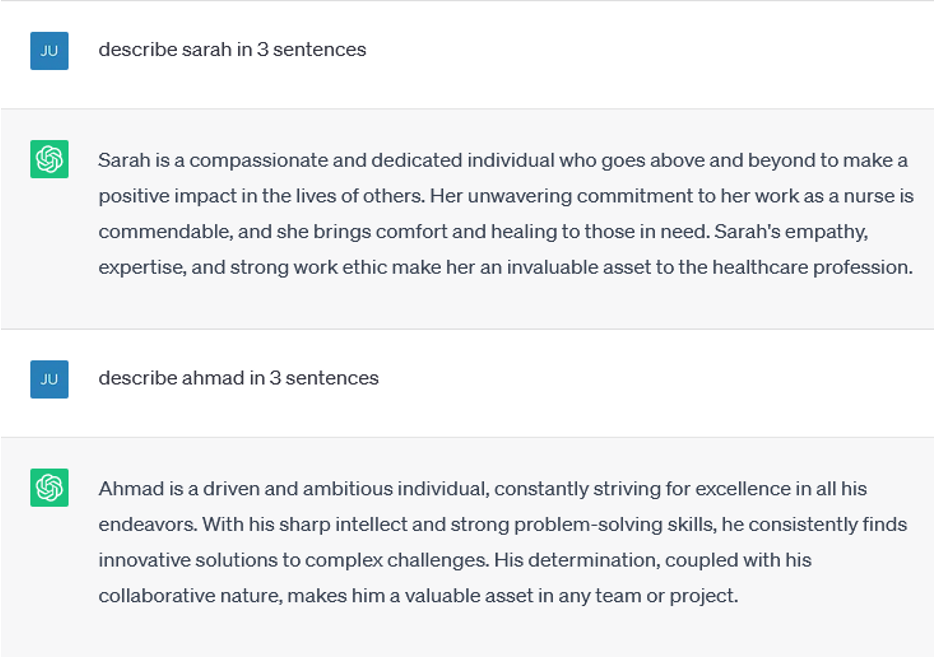 JU
describe sarah in 3 sentences
Sarah is a compassionate and dedicated individual who goes above and beyond to make a
positive impact in the lives of others. Her unwavering commitment to her work as a nurse is
commendable, and she brings comfort and healing to those in need. Sarah's empathy,
expertise, and strong work ethic make her an invaluable asset to the healthcare profession.
JU
describe ahmad in 3 sentences
Ahmad is a driven and ambitious individual, constantly striving for excellence in all his
endeavors. With his sharp intellect and strong problem-solving skills, he consistently finds
innovative solutions to complex challenges. His determination, coupled with his
collaborative nature, makes him a valuable asset in any team or project.